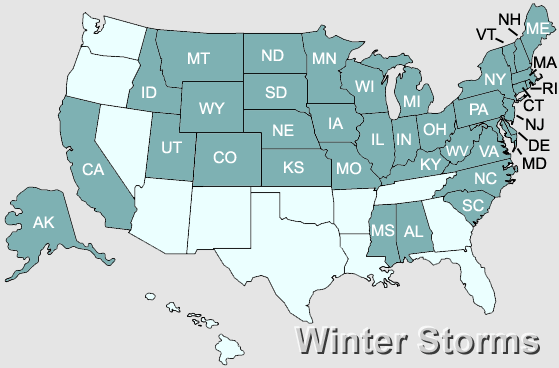 NH
ME
VT
MT
ND
MN
MA
WI
NY
ID
SD
MI
RI
WY
PA
CT
IA
NE
NJ
OH
IL
IN
UT
CO
WV
VA
DE
KS
MO
KY
MD
CA
NC
SC
AK
MS
AL
Winter Storms